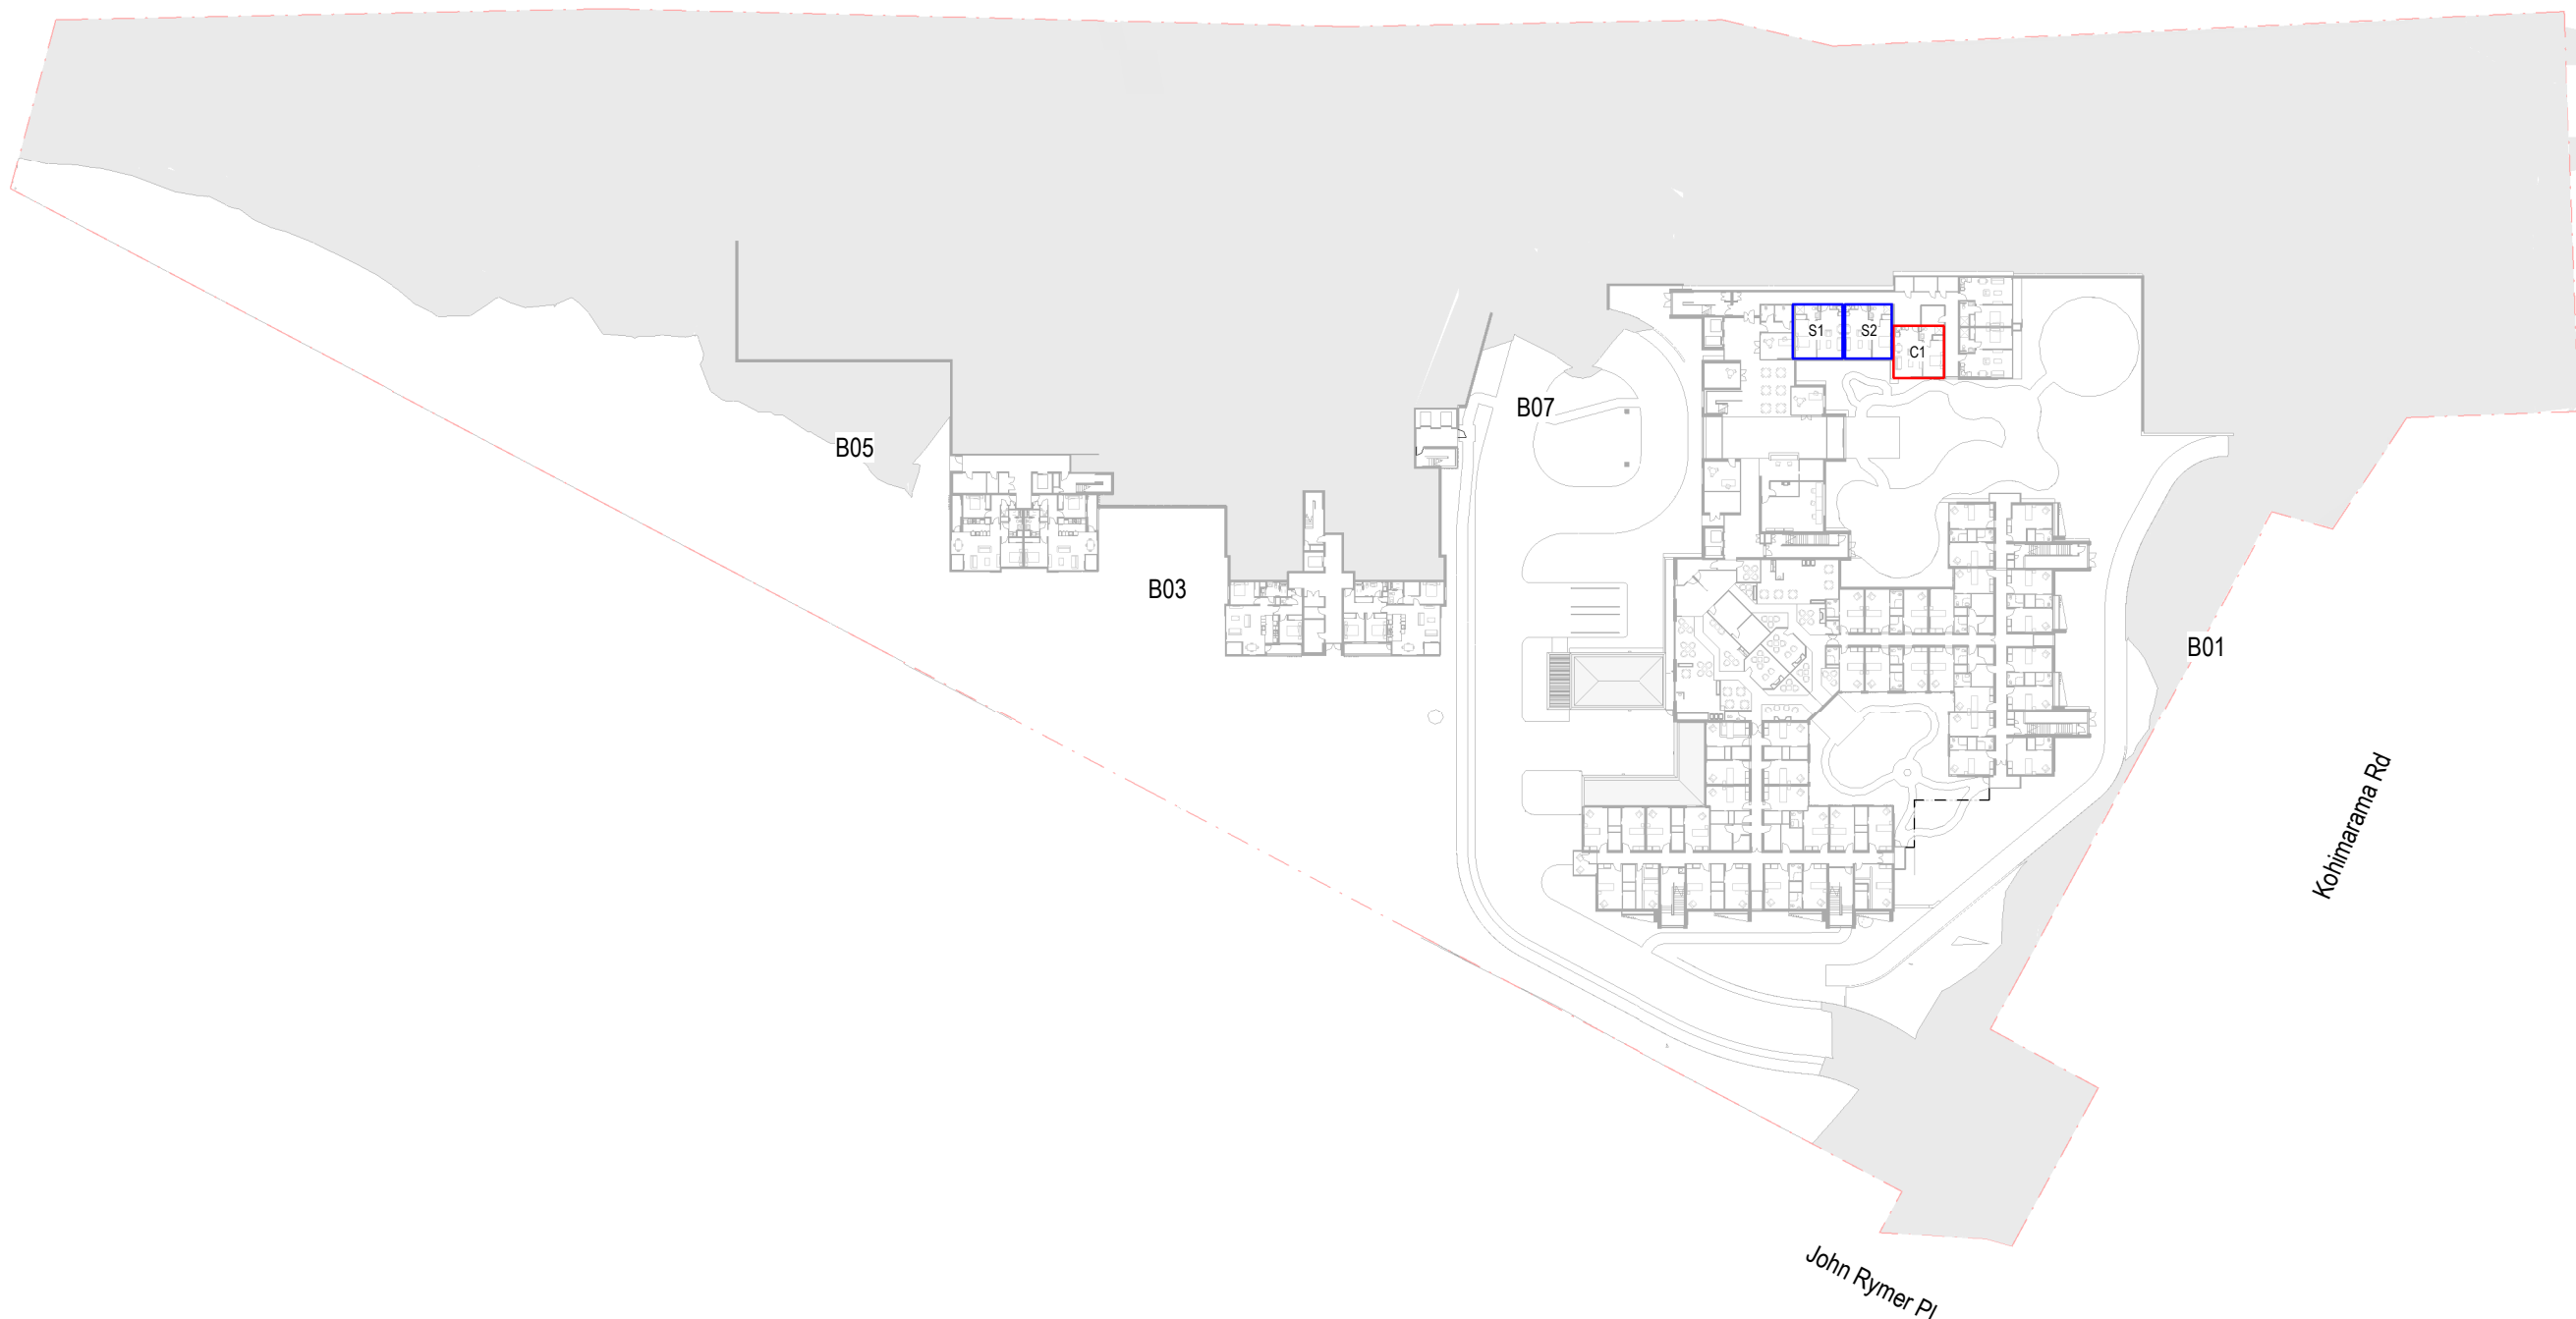 S1
S2
C1
B07
B05
B03
B01
Kohimarama Rd
John Rymer Pl